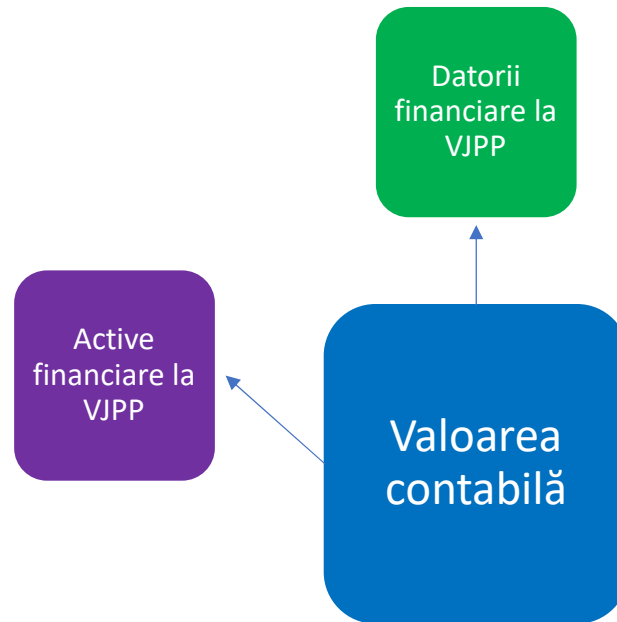 Datorii
financiare la
VJPP
Active
financiare la
VJPP
Valoarea
contabilă